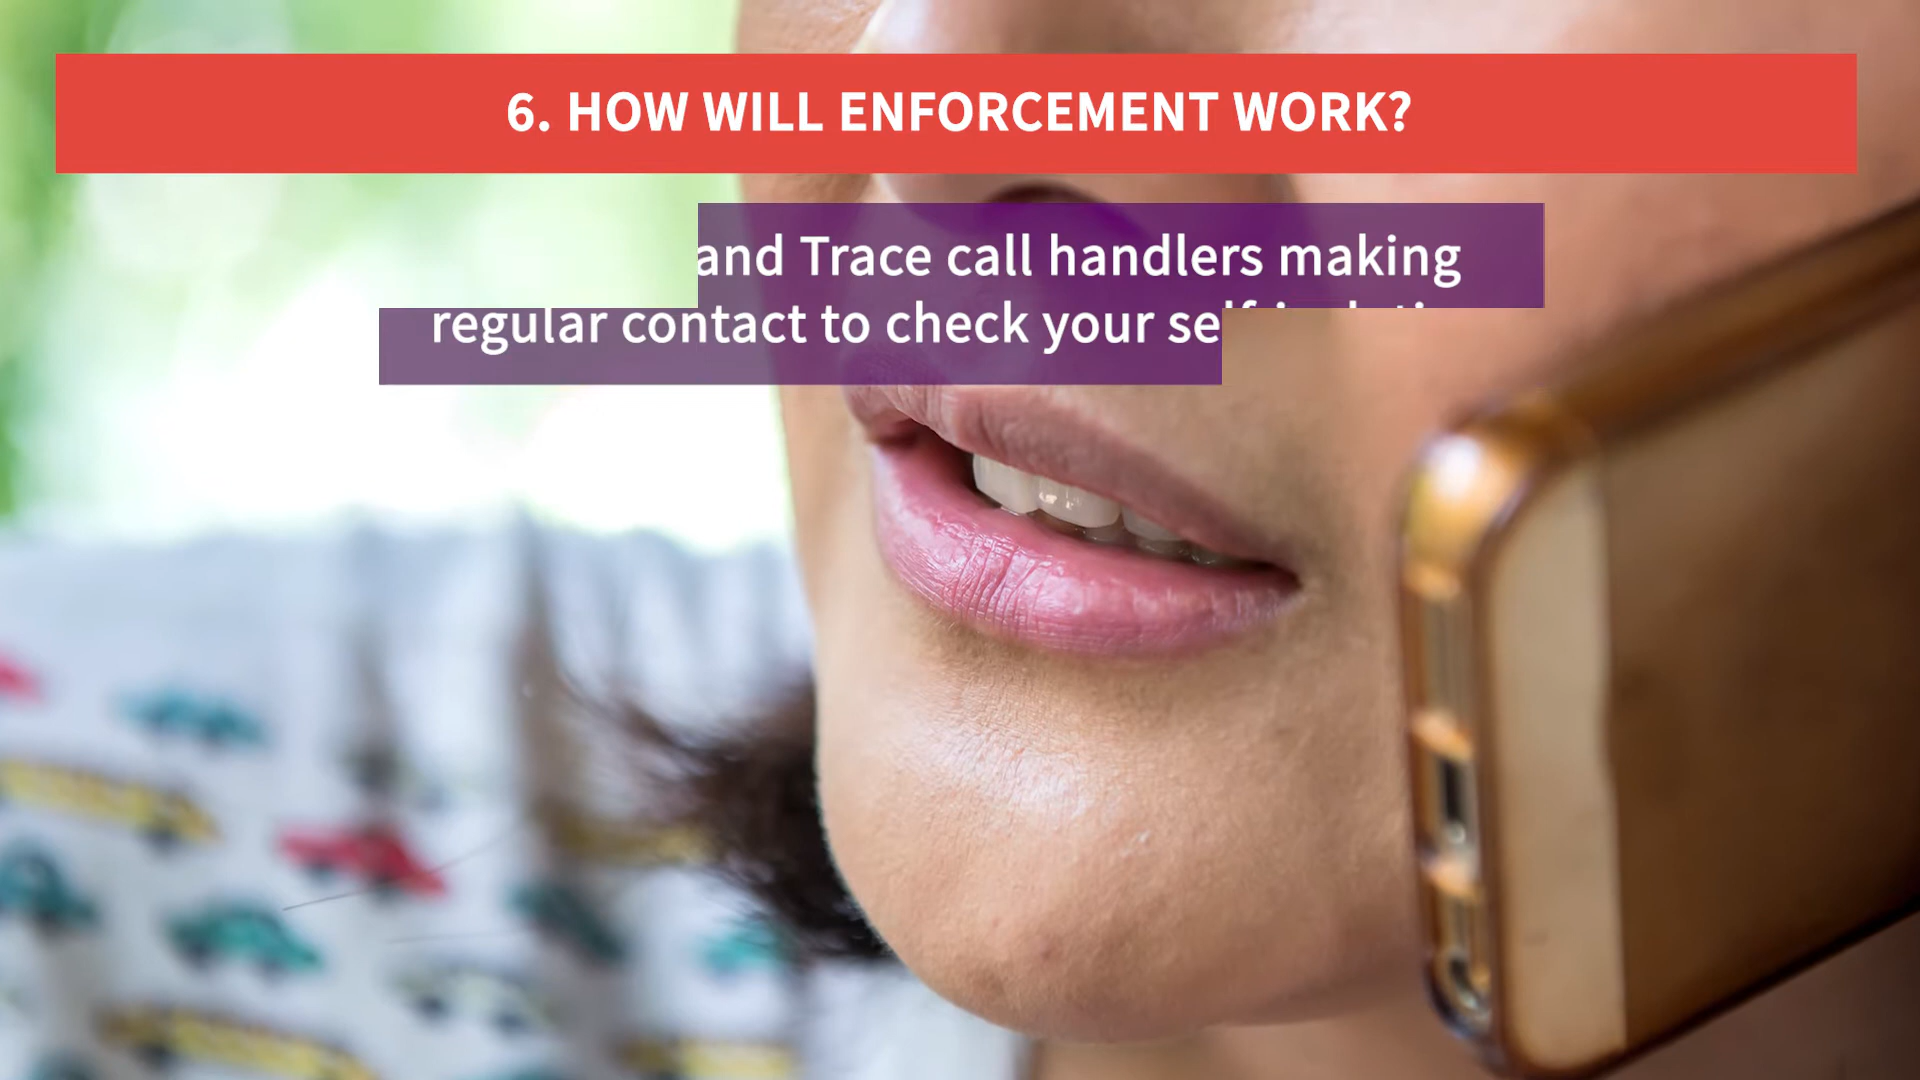 6. HOW WILL ENFORCEMENT WORK?
and Trace call handlers making
regular contact to check your se